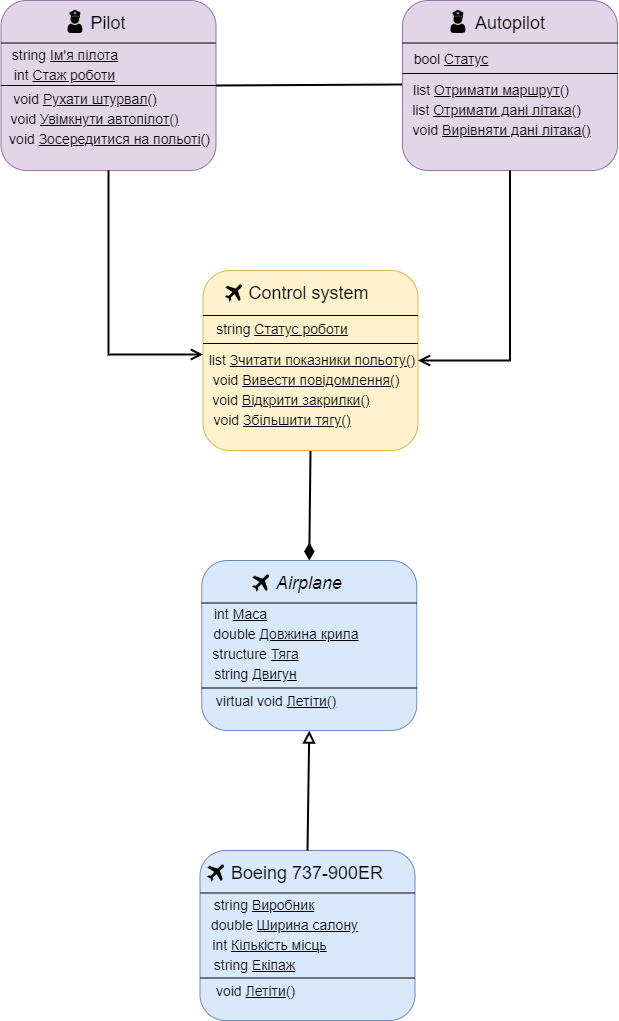 Pilot
string Ім'я пілота
int Стаж роботи
void Рухати штурвал()
void Увімкнути автопілот()
void Зосередитися на польоті()
Autopilot
bool Статус
list Отримати маршрут()
list Отримати дані літака()
void Вирівняти дані літака()
Control system
string Статус роботи
list Зчитати показники польоту()
void Вивести повідомлення()
void Відкрити закрилки()
void Збільшити тягу()
Airplane
int Маса
double Довжина крила
structure Тяга
string Двигун
virtual void Летіти()
Boeing 737-900ER
string Виробник
double Ширина салону
int Кількість місць
string Екіпаж
void Летіти()